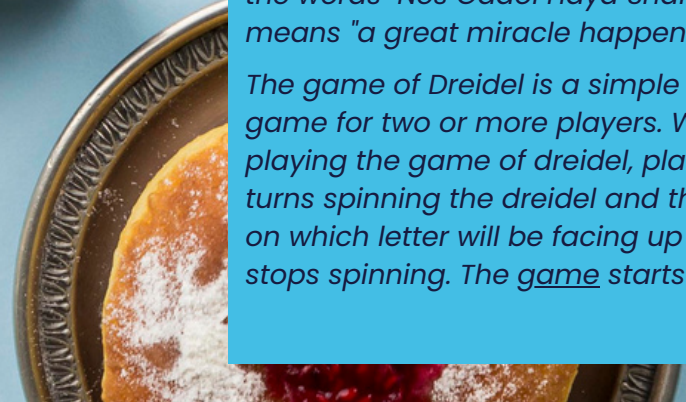 means "a great miracle happen
The game of Dreidel is a simple
game for two or more players. W
playing the game of dreidel, pla
turns spinning the dreidel and th
on which letter will be facing up
stops spinning. The game starts